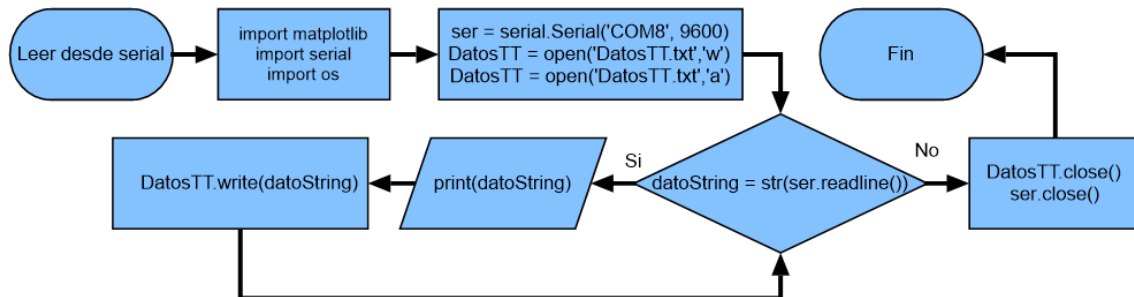 Leer desde serial
import matplotlib
import serial
import os
ser = serial.Serial('COM8', 9600)
DatosTT = open('DatosTT.txt','w')
DatosTT = open('DatosTT.txt','a')
Fin
DatosTT.write(datoString)
print(datoString)
Si
datoString = str(ser.readline())
No
DatosTT.close()
ser.close()